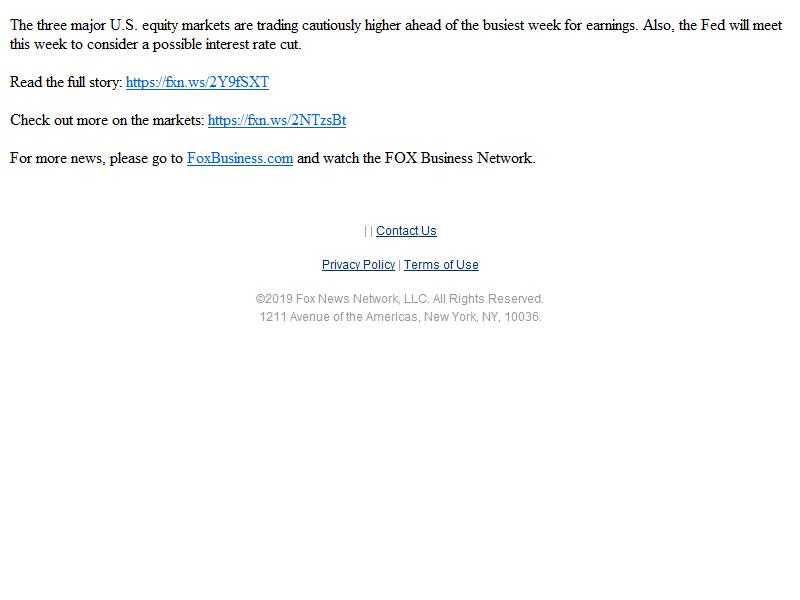 The three major U.S. equity markets are trading cautiously higher ahead of the busiest week for earnings. Also, the Fed will meet
this week to consider a possible interest rate cut.
Read the full story: https://fxn.ws/2Y9fSXT
Check out more on the markets: https://fxn.ws/2NTzsBt
For more news, please go to FoxBusiness.com and watch the FOX Business Network.
| | Contact Us
Privacy Policy | Terms of Use
©2019 Fox News Network, LLC. All Rights Reserved.
1211 Avenue of the Americas, New York, NY, 10036.